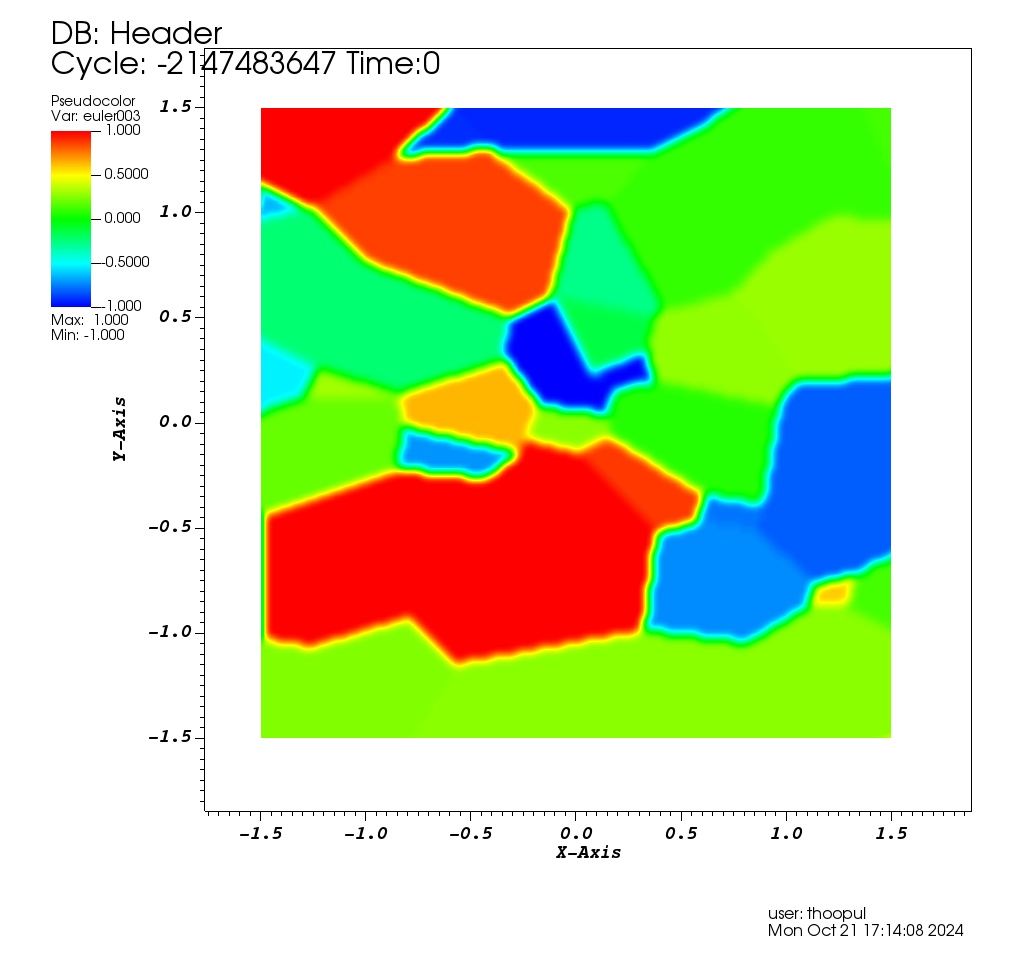 DB: Header
Cycle: -2147483647 Time:0
Pseudocolor
Var: euler003
1.000
0.5000
0.000
-0.5000
-1.000
Max: 1.000
Min: -1.000
1.5
1.0
0.5
0.0
-0.5
-1.0
-1.5
Y-Axis
-1.5 -1.0 -0.5 0.0 0.5 1.0 1.5
X-Axis
user: thoopul
Mon Oct 21 17:14:08 2024